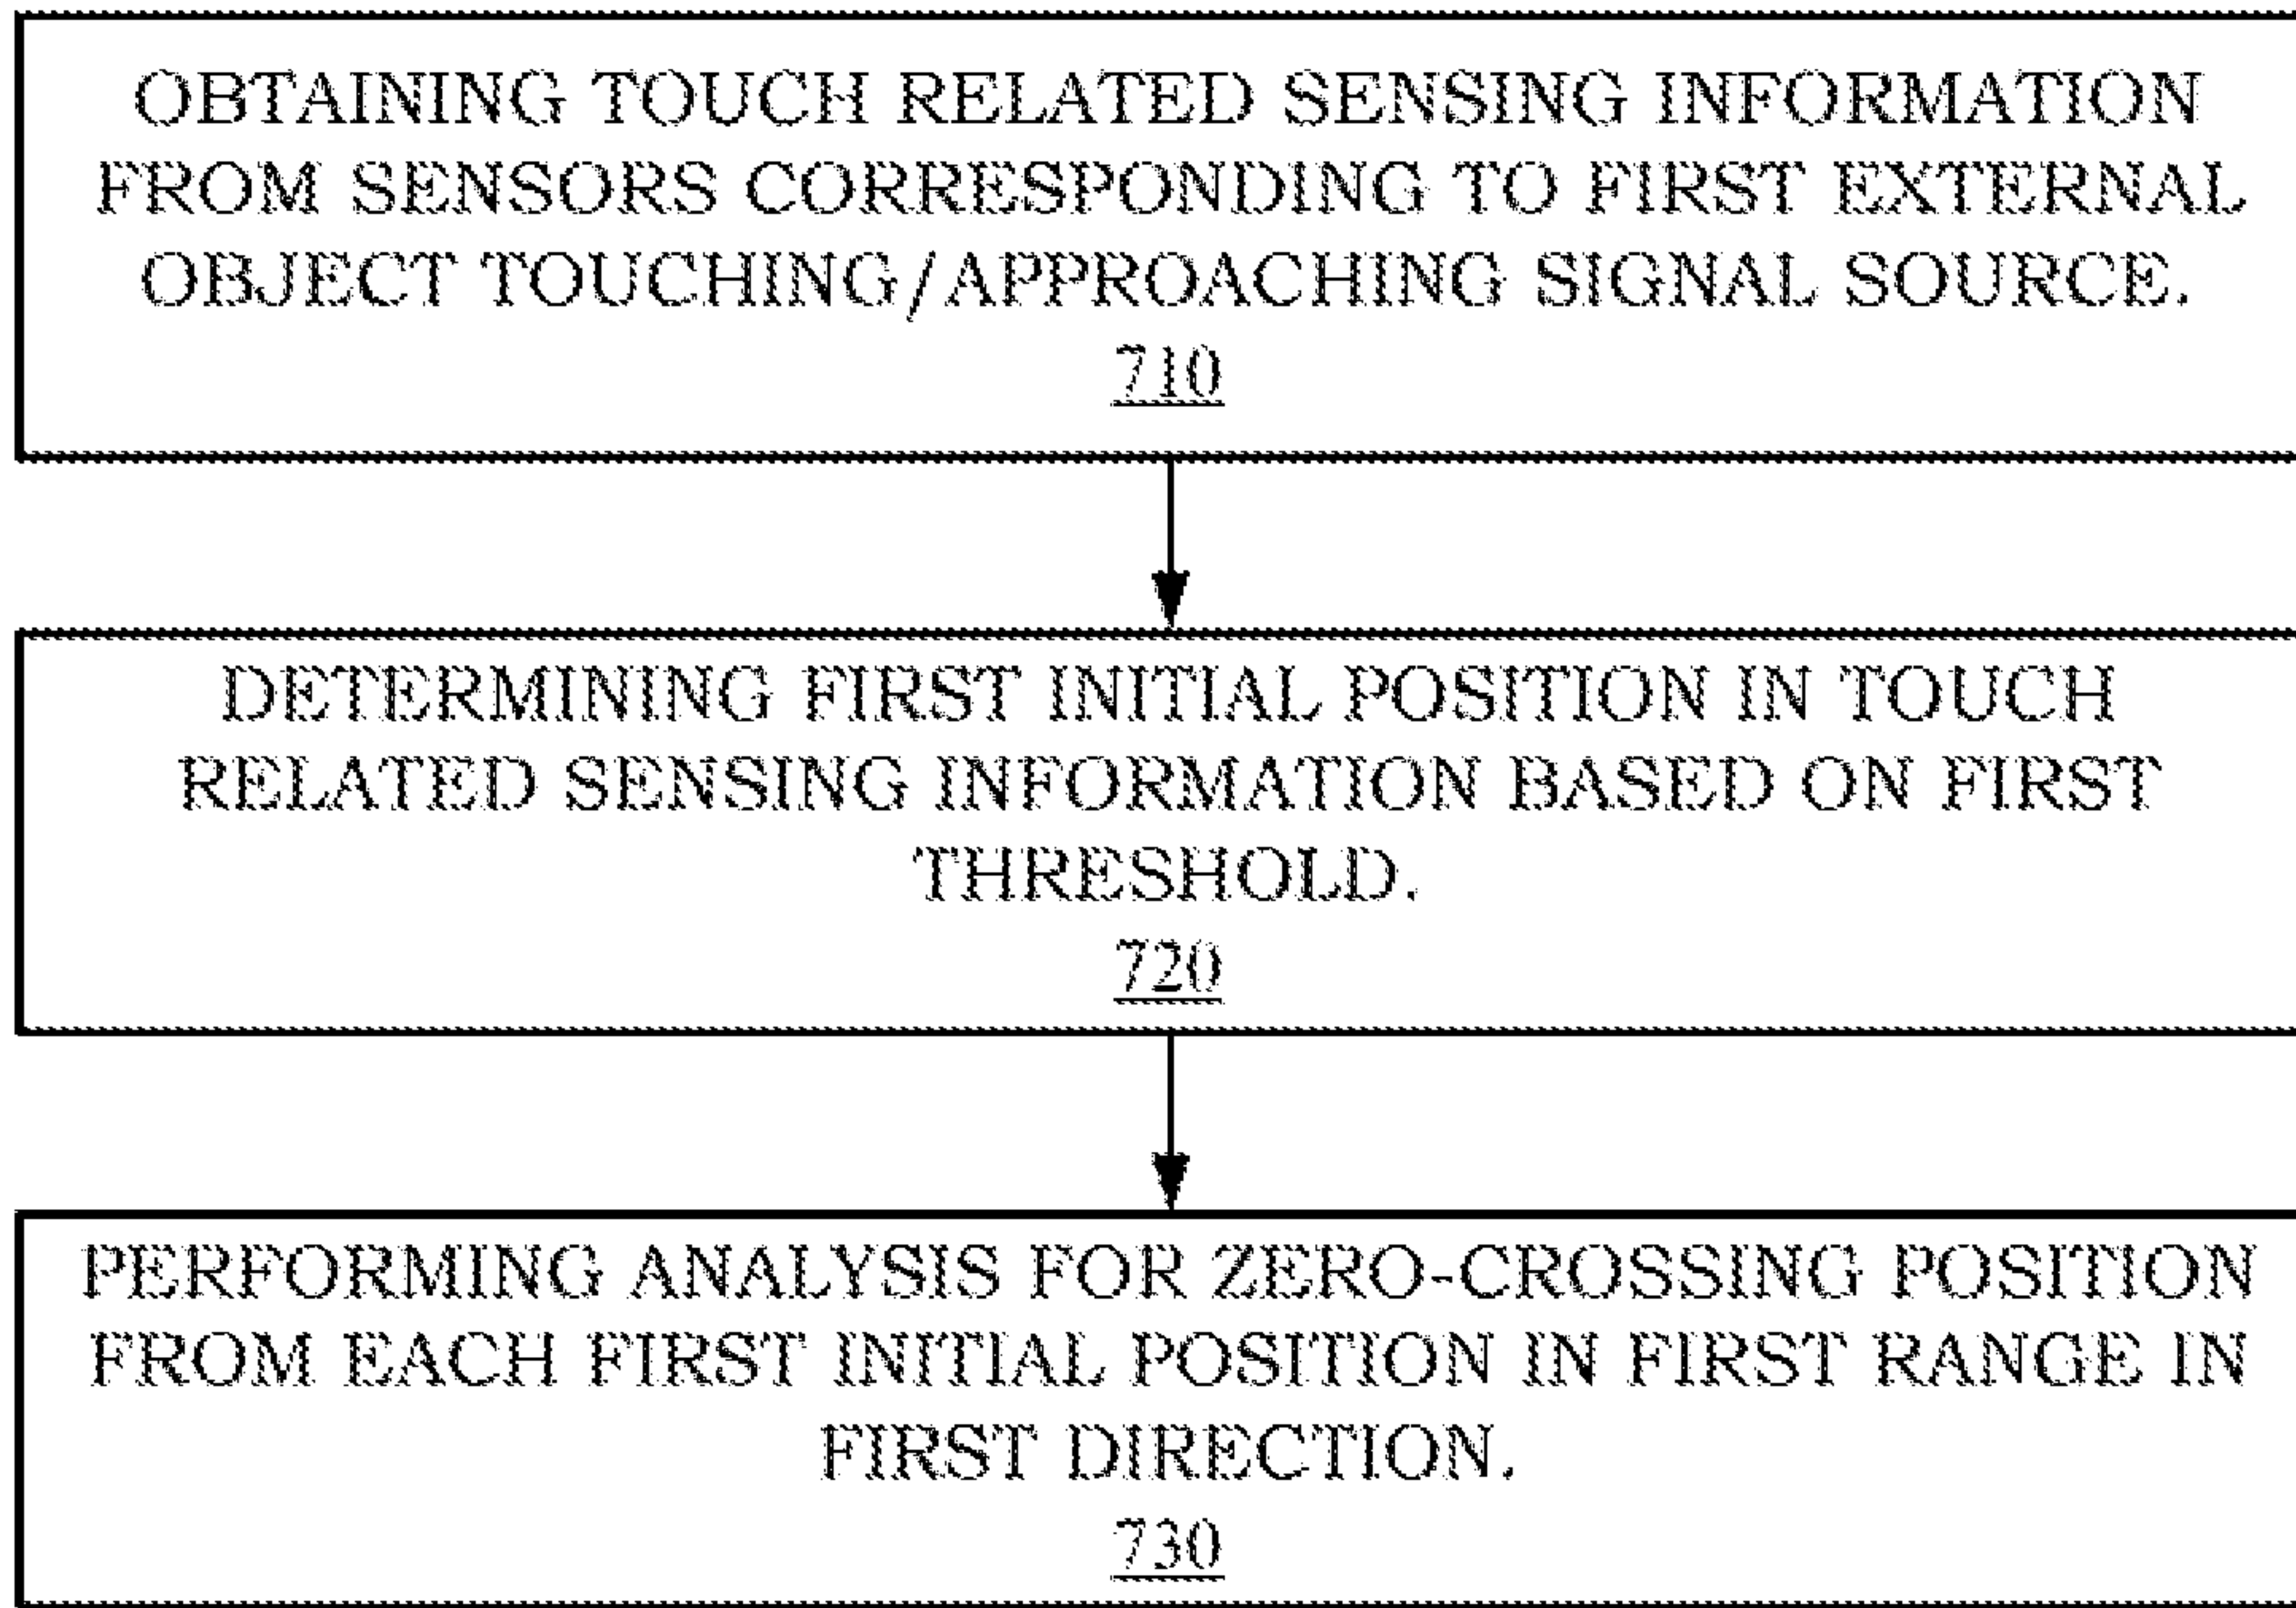 OBTAINING TOUCH RELATED SENSING INFORMATION
FROM SENSORS CORRESPONDING TO FIRST EXTERNAL
OBJECT TOUCHING/APPROACHING SIGNAL SOURCE.
710
DETERMINING FIRST INITIAL POSITION IN TOUCH
RELATED SENSING INFORMATION BASED ON FIRST
THRESHOLD.
720
PERFORMING ANALYSIS FOR ZERO-CROSSING POSITION
FROM EACH FIRST INITIAL POSITION IN FIRST RANGE IN
FIRST DIRECTION.
730